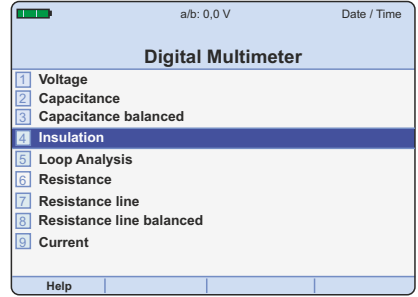 a/b: 0,0 V Date / Time
Digital Multimeter
1 Voltage
2 Capacitance
3 Capacitance balanced
4 Insulation
5 Loop Analysis
6 Resistance
7 Resistance line
8 Resistance line balanced
9 Current
Help